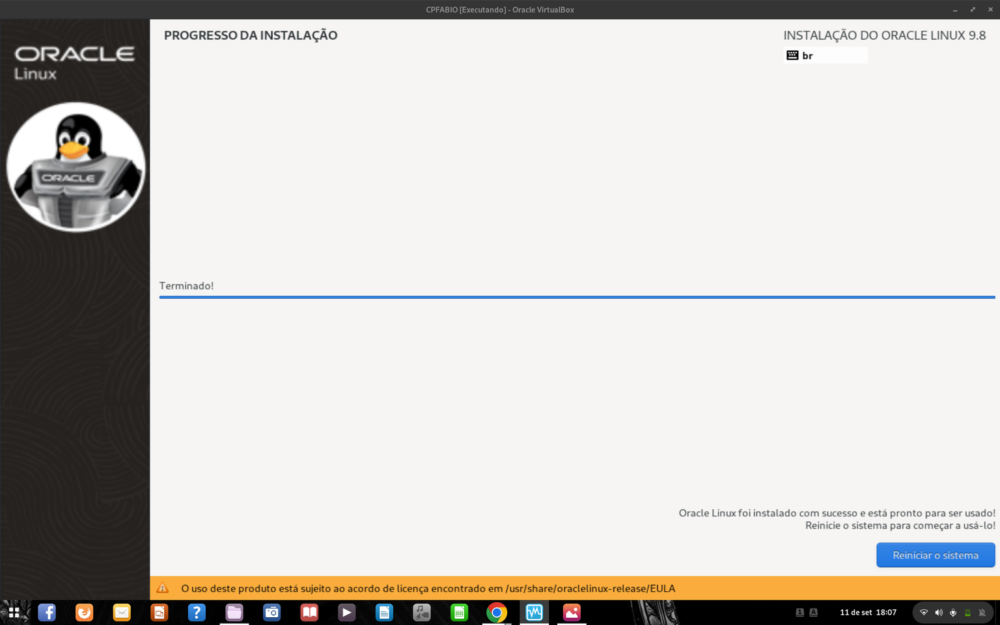 CPFABIO [Executando] - Oracle VirtualBox
ORACLE
Linux
ORACLE
PROGRESSO DA INSTALAÇÃO
INSTALAÇÃO DO ORACLE LINUX 9.8
br
Terminado!
Oracle Linux foi instalado com sucesso e está pronto para ser usado!
Reinicie o sistema para começar a usá-lo!
Reiniciar o sistema
O uso deste produto está sujeito ao acordo de licença encontrado em /usr/share/oraclelinux-release/EULA
1 A
11 de set 18:07